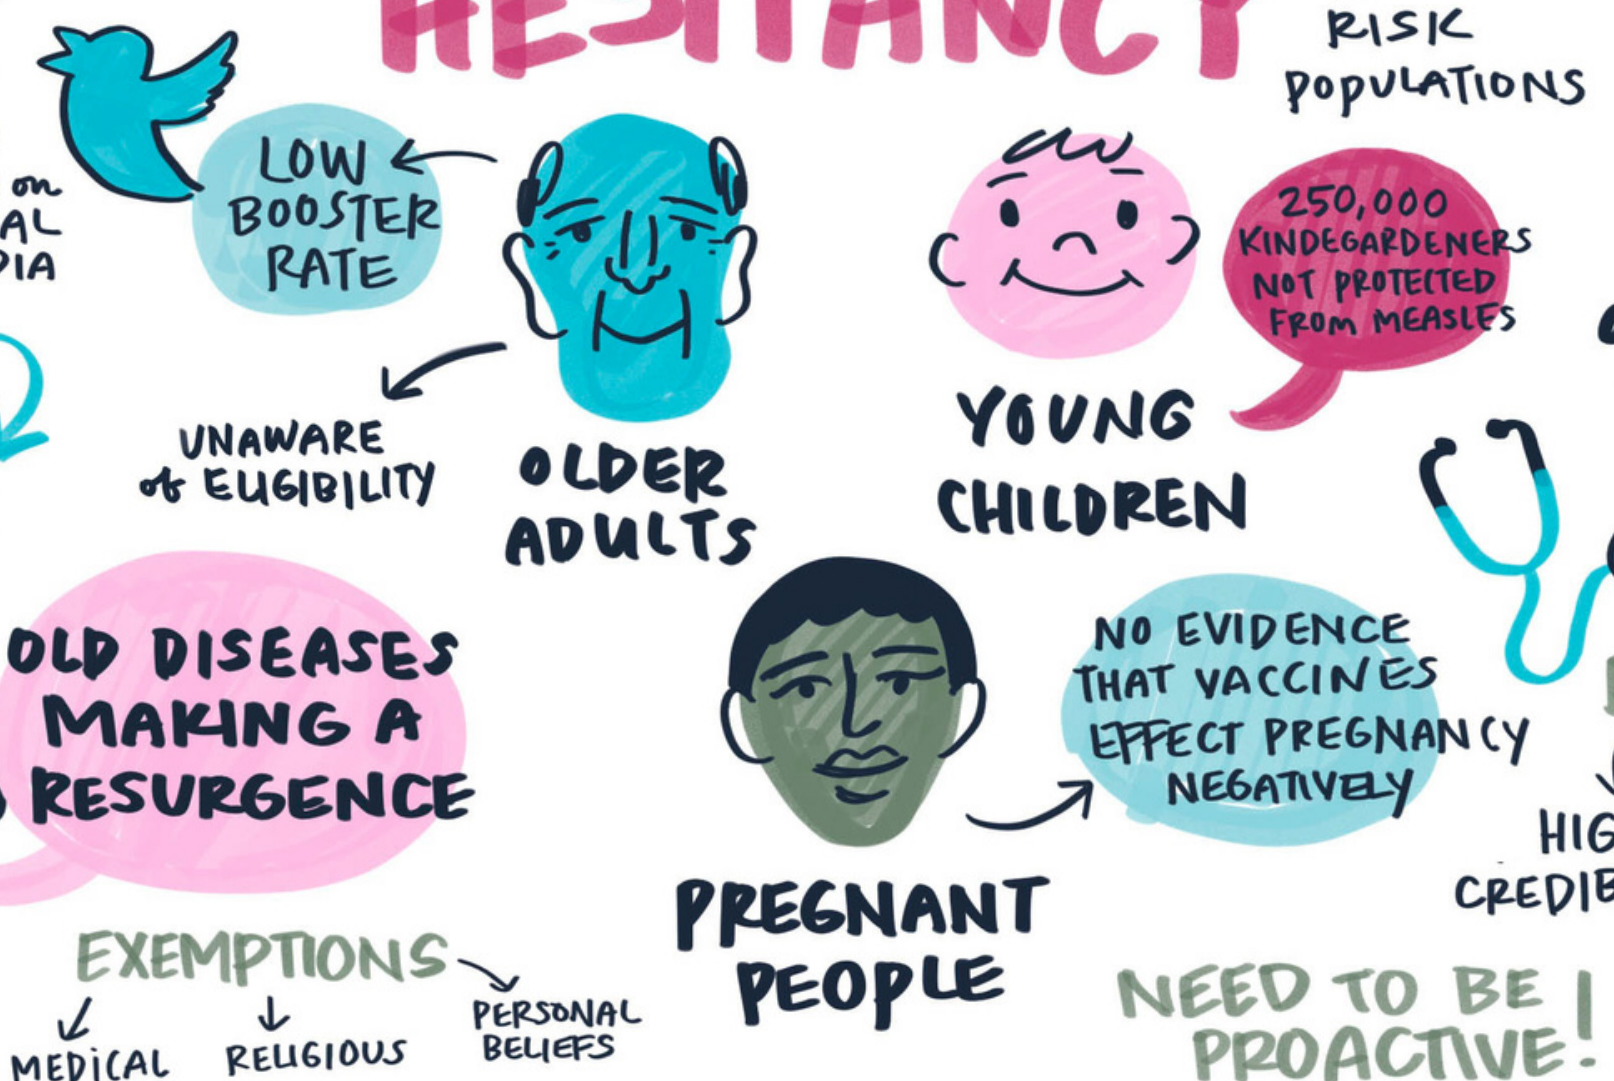 HESITANCY
RISK
POPULATIONS
on
LOW
BOOSTER
RATE
250,000
KINDEGARDENERS
NOT PROTECTED
FROM MEASLES
UNAWARE
of ELIGIBILITY
OLDER
ADULTS
YOUNG
CHILDREN
OLD DISEASES
MAKING A
RESURGENCE
NO EVIDENCE
THAT VACCINES
EFFECT PREGNANCY
NEGATIVELY
PREGNANT
PEOPLE
EXEMPTIONS
MEDICAL
RELIGIOUS
PERSONAL
BELIEFS
NEED TO BE
PROACTIVE!